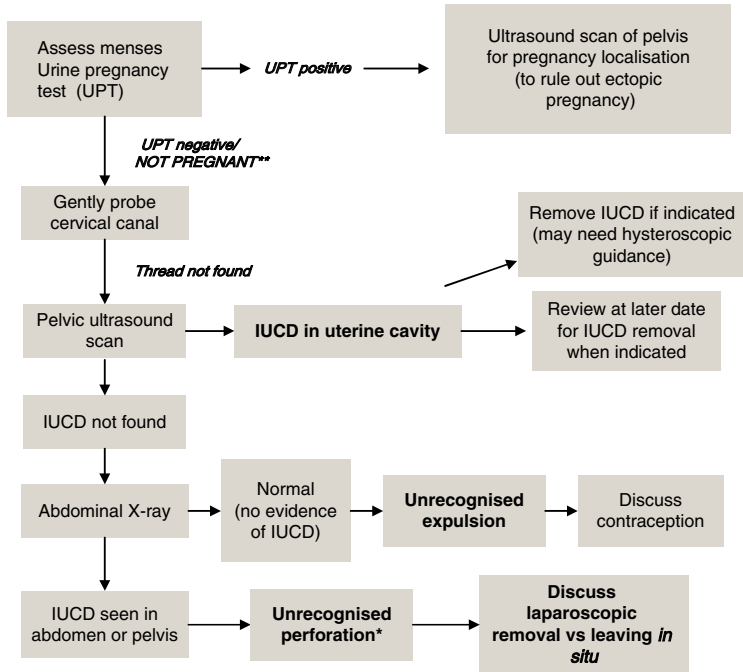 Assess menses
Urine pregnancy
test (UPT)
UPT positive
Ultrasound scan of pelvis
for pregnancy localisation
(to rule out ectopic
pregnancy)
UPT negative/
NOT PREGNANT**
Gently probe
cervical canal
Thread not found
Remove IUCD if indicated
(may need hysteroscopic
guidance)
Pelvic ultrasound
scan
IUCD in uterine cavity
Review at later date
for IUCD removal
when indicated
IUCD not found
Abdominal X-ray
Normal
(no evidence
of IUCD)
Unrecognised
expulsion
Discuss
contraception
IUCD seen in
abdomen or pelvis
Unrecognised
perforation*
Discuss
laparoscopic
removal vs leaving in
situ